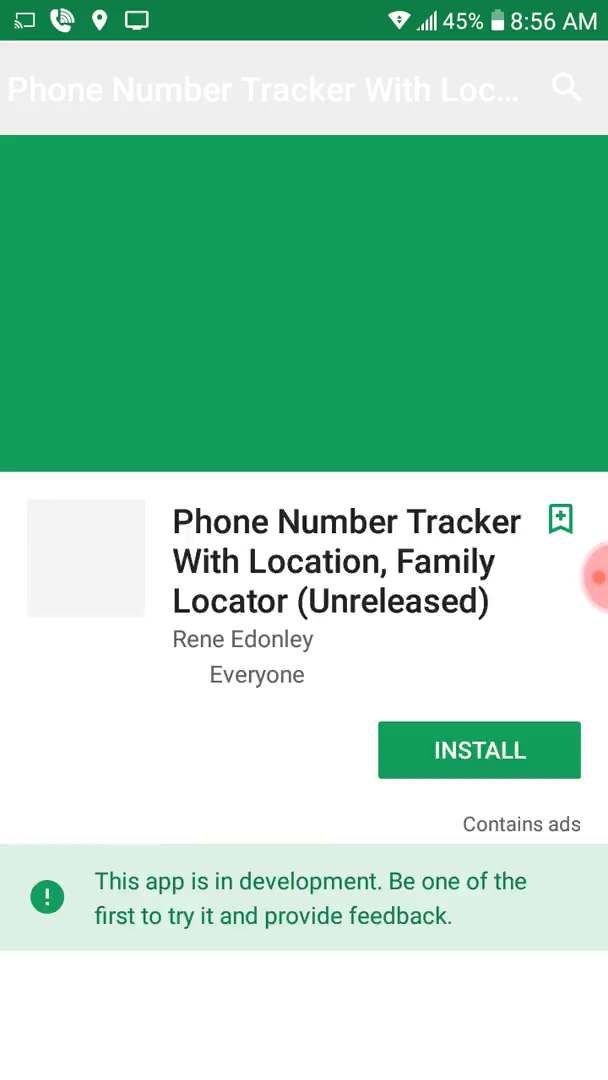 45% 8:56 AM
Phone Number Tracker With Loc...
Phone Number Tracker
With Location, Family
Locator (Unreleased)
Rene Edonley
Everyone
INSTALL
Contains ads
This app is in development. Be one of the
first to try it and provide feedback.